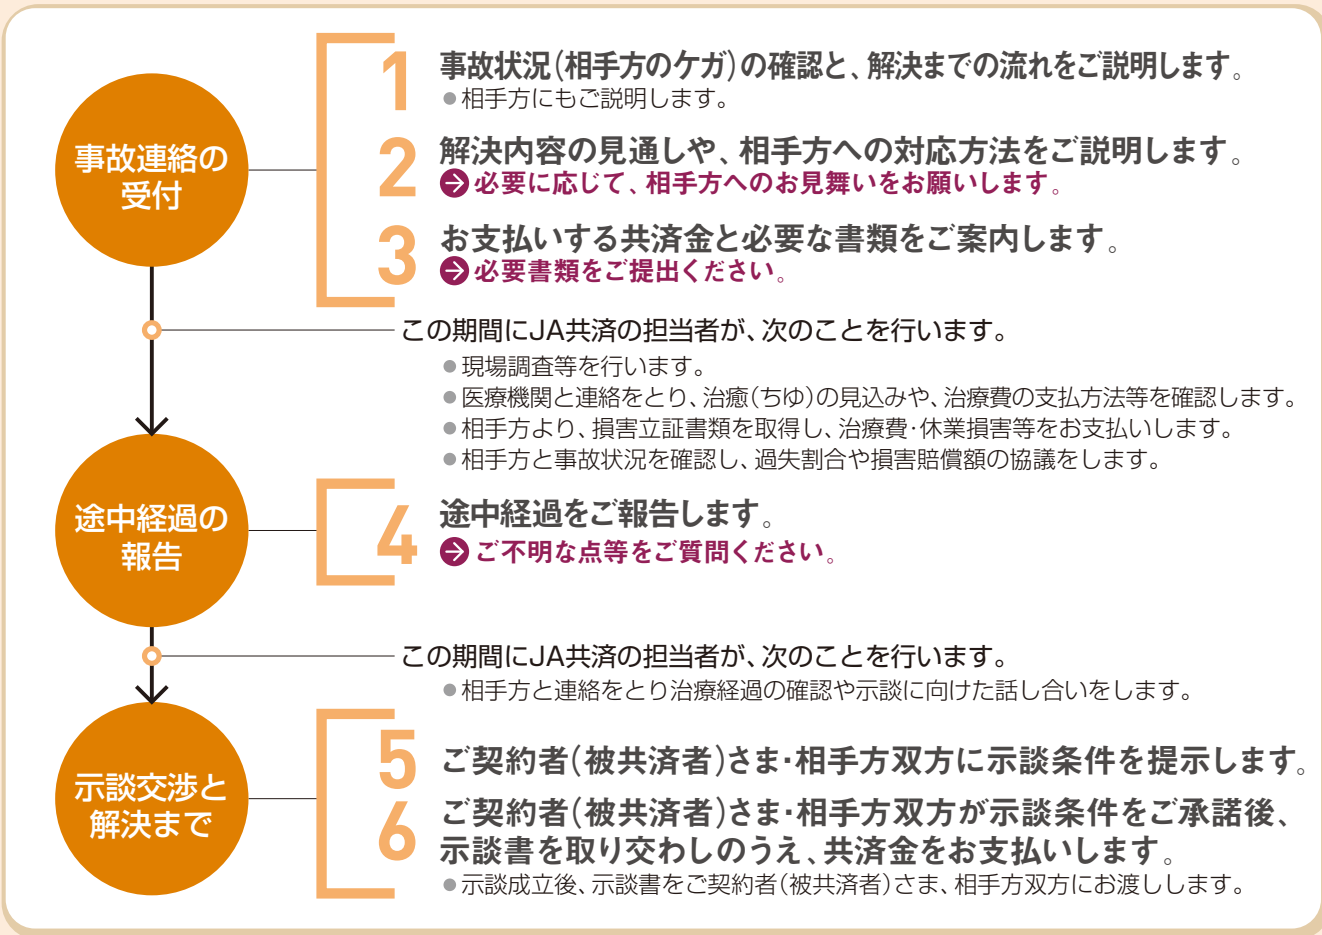 事故連絡の
受付
1
事故状況(相手方のケガ)の確認と、解決までの流れをご説明します。
●相手方にもご説明します。
2
解決内容の見通しや、相手方への対応方法をご説明します。
必要に応じて、相手方へのお見舞いをお願いします。
3
お支払いする共済金と必要な書類をご案内します。
必要書類をご提出ください。
この期間にJA共済の担当者が、次のことを行います。
●現場調査等を行います。
●医療機関と連絡をとり、治癒(ちゆ)の見込みや、治療費の支払方法等を確認します。
●相手方より、損害立証書類を取得し、治療費・休業損害等をお支払いします。
●相手方と事故状況を確認し、過失割合や損害賠償額の協議をします。
途中経過の
報告
4
途中経過をご報告します。
ご不明な点等をご質問ください。
この期間にJA共済の担当者が、次のことを行います。
●相手方と連絡をとり治療経過の確認や示談に向けた話し合いをします。
示談交渉と
解決まで
5
ご契約者(被共済者)さま・相手方双方に示談条件を提示します。
6
ご契約者(被共済者)さま・相手方双方が示談条件をご承諾後、
示談書を取り交わしのうえ、共済金をお支払いします。
●示談成立後、示談書をご契約者(被共済者)さま、相手方双方にお渡しします。